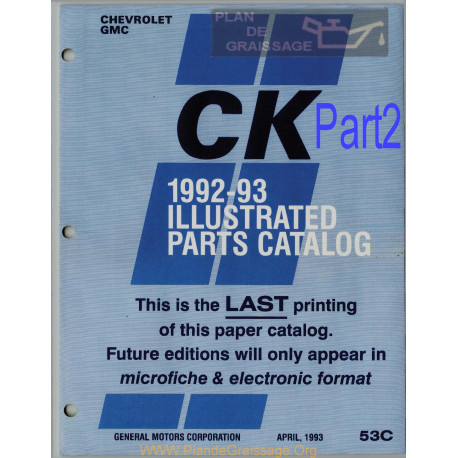 CHEVROLET
GMC
PLAN
DE
GRAISSAGE
CK Part2
1992-93
ILLUSTRATED
PARTS CATALOG
This is the LAST printing
of this paper catalog.
Future editions will only appear in
microfiche & electronic format
GENERAL MOTORS CORPORATION APRIL, 1993 53C
www.PlandeGraissage.Org